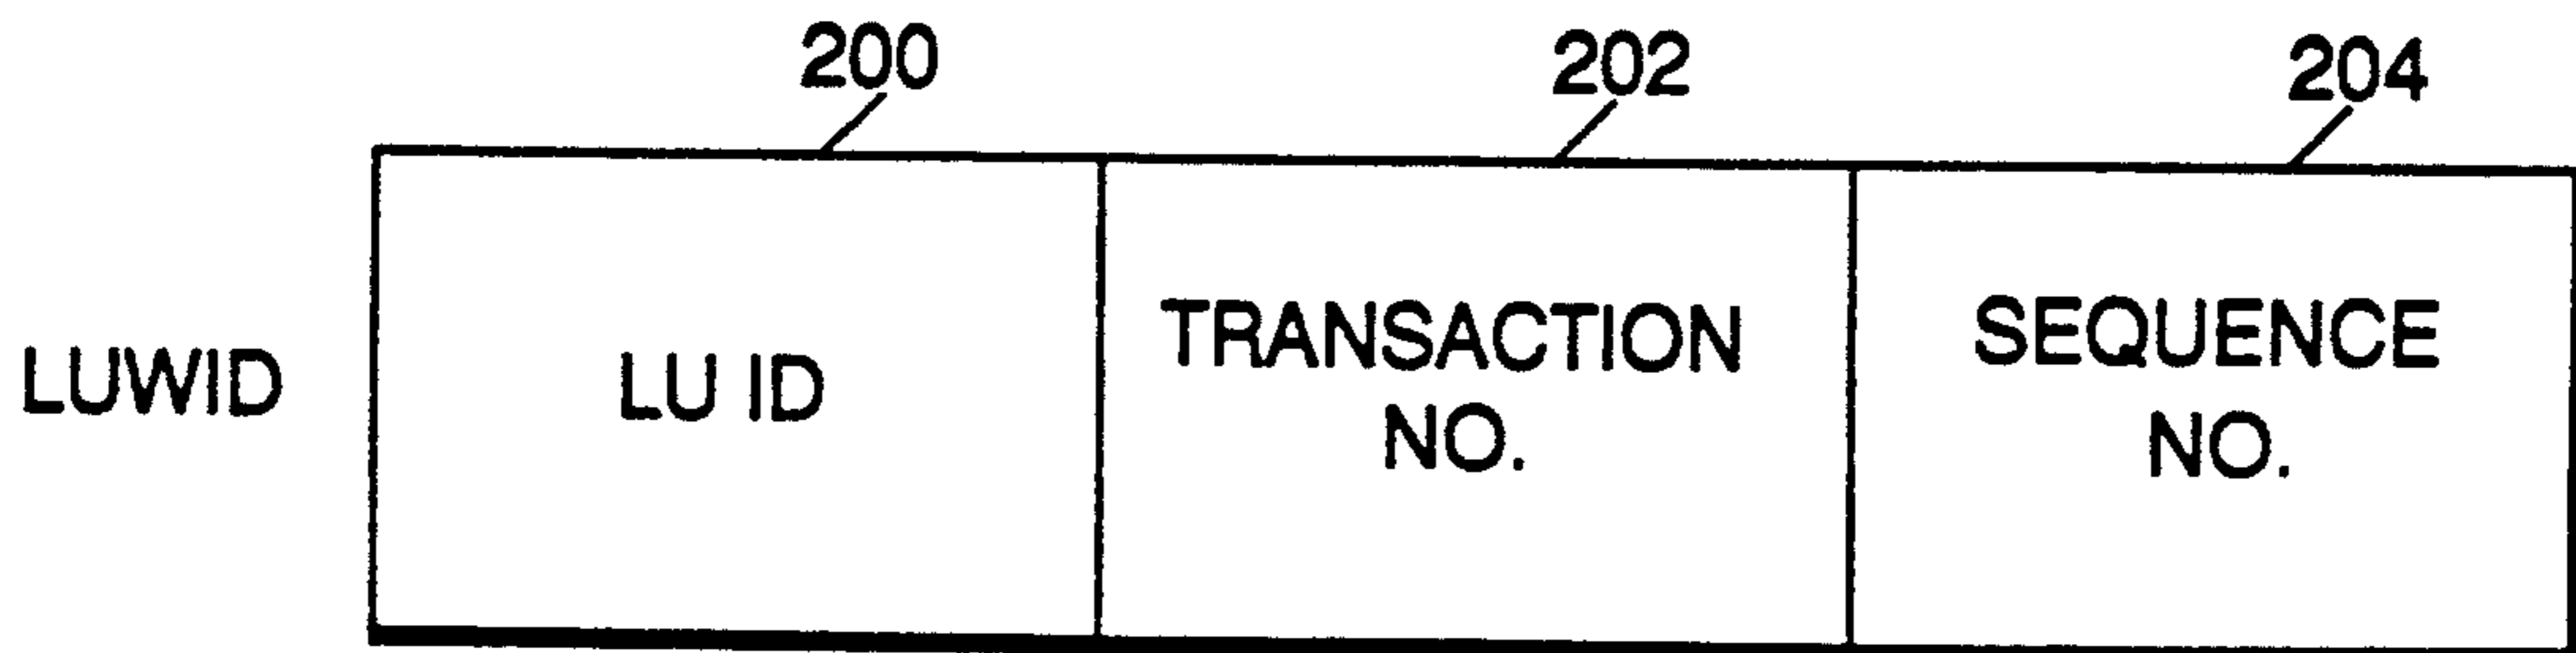 200
202
204
LUWID
LU ID
TRANSACTION
NO.
SEQUENCE
NO.